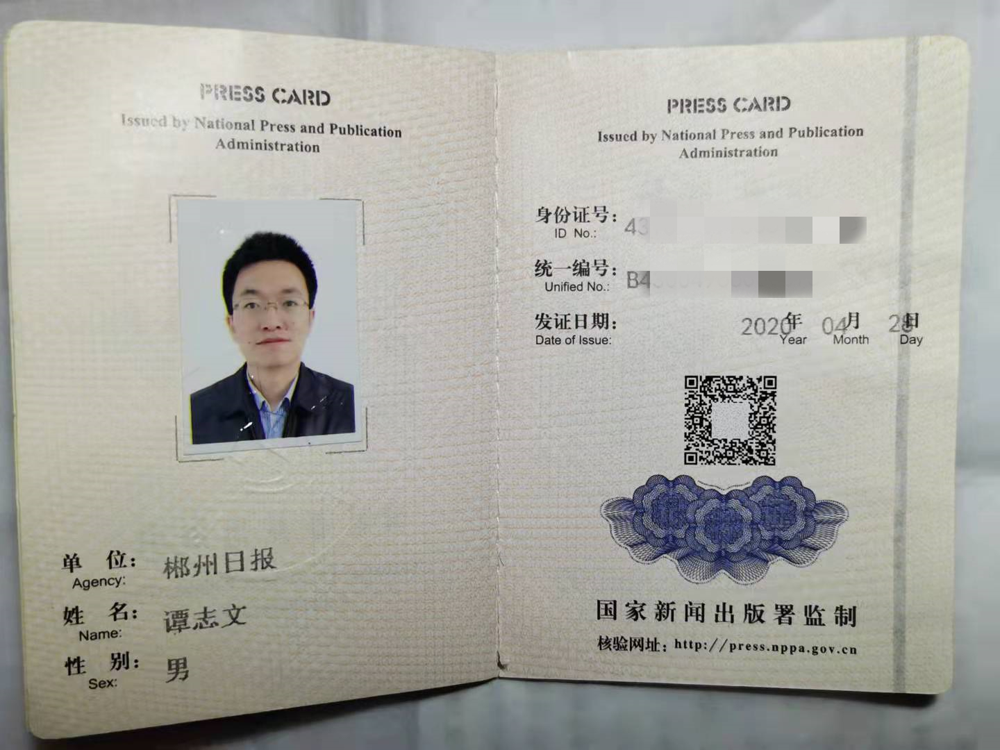 PRESS CARD
Issued by National Press and Publication
Administration
单 位：郴州日报
Agency:
姓 名：谭志文
Name:
性 别：男
Sex:
PRESS CARD
Issued by National Press and Publication
Administration
身份证号：43
ID No.:
统一编号：B4
Unified No.:
发证日期：2020年 04月 28日
Date of Issue: Year Month Day
国家新闻出版署监制
核验网址：http://press.nppa.gov.cn